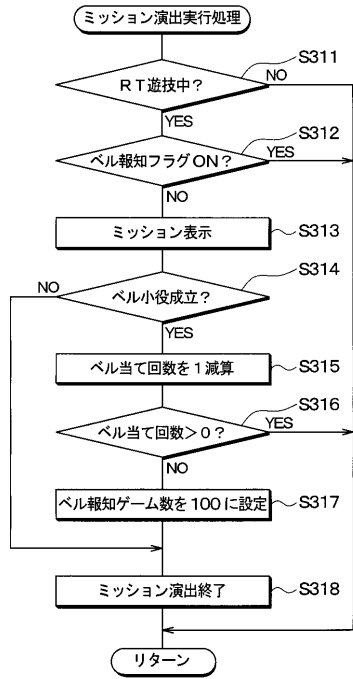 ミッション演出実行処理
S311
RT遊技中？
NO
YES
S312
ベル報知フラグON？
YES
NO
ミッション表示
S313
S314
NO
ベル小役成立？
YES
ベル当て回数を1減算
S315
S316
ベル当て回数＞0？
YES
NO
ベル報知ゲーム数を100に設定
S317
ミッション演出終了
S318
リターン